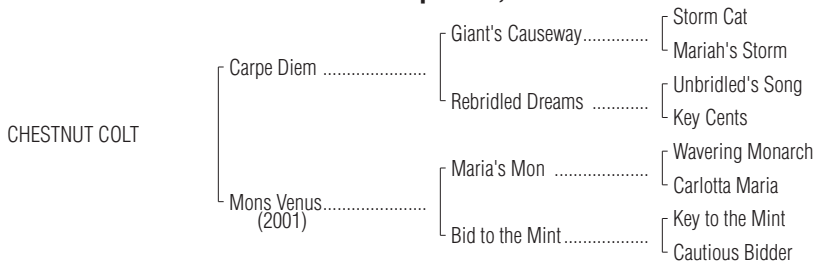 Giant's Causeway..............
Storm Cat
Mariah's Storm
Carpe Diem ......................
Rebridled Dreams ............
Unbridled's Song
Key Cents
CHESTNUT COLT
Maria's Mon ....................
Wavering Monarch
Carlotta Maria
Mons Venus......................
(2001)
Bid to the Mint..................
Key to the Mint
Cautious Bidder